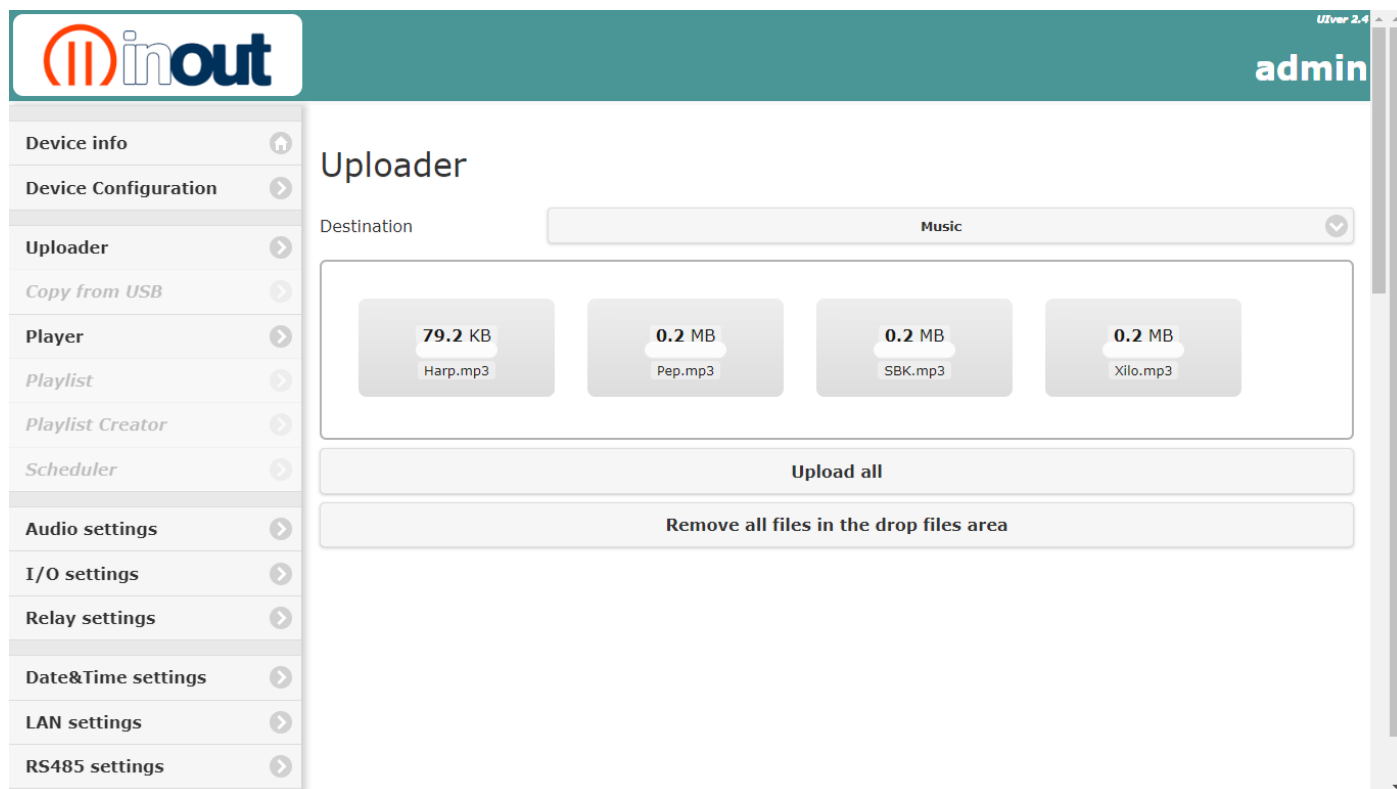 inout
UIver 2.4
admin
Device info
Device Configuration
Uploader
Copy from USB
Player
Playlist
Playlist Creator
Scheduler
Audio settings
I/O settings
Relay settings
Date&Time settings
LAN settings
RS485 settings
Uploader
Destination
Music
79.2 KB
Harp.mp3
0.2 MB
Pep.mp3
0.2 MB
SBK.mp3
0.2 MB
Xilo.mp3
Upload all
Remove all files in the drop files area